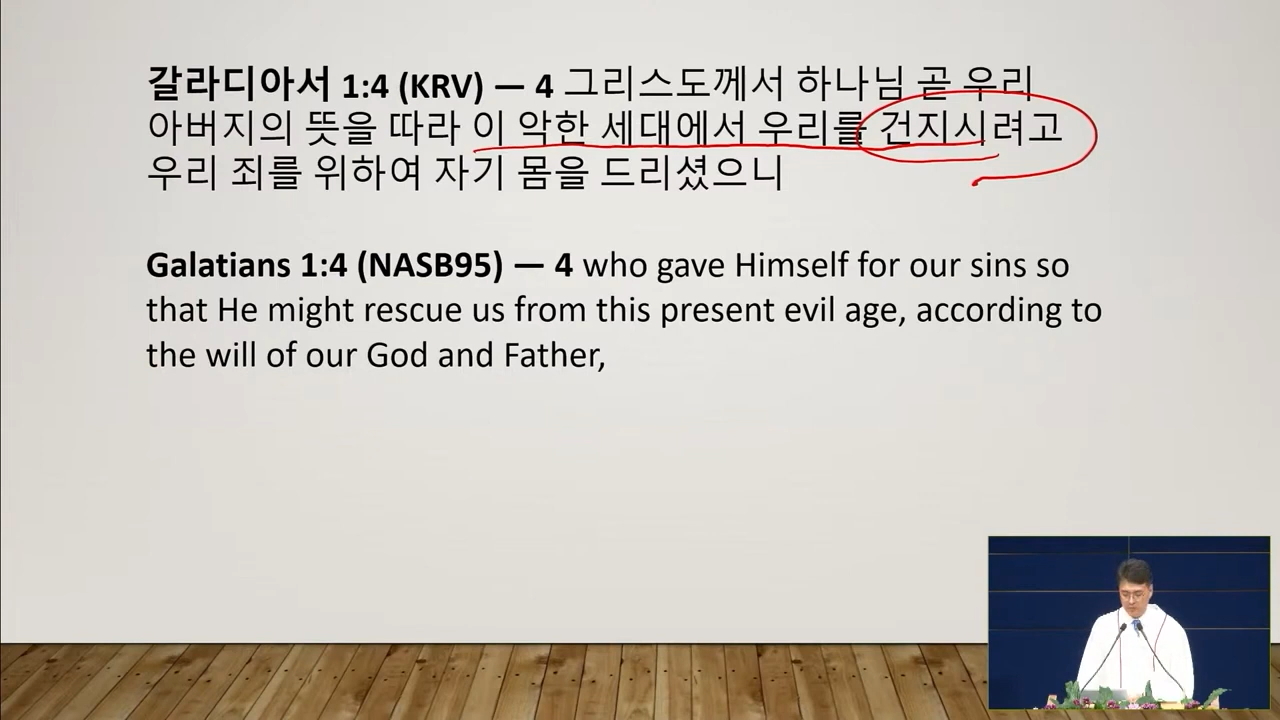 갈라디아서 1:4 (KRV) — 4 그리스도께서 하나님 곧 우리
아버지의 뜻을 따라 이 악한 세대에서 우리를 건지시려고
우리 죄를 위하여 자기 몸을 드리셨으니
Galatians 1:4 (NASB95) — 4 who gave Himself for our sins so
that He might rescue us from this present evil age, according to
the will of our God and Father,